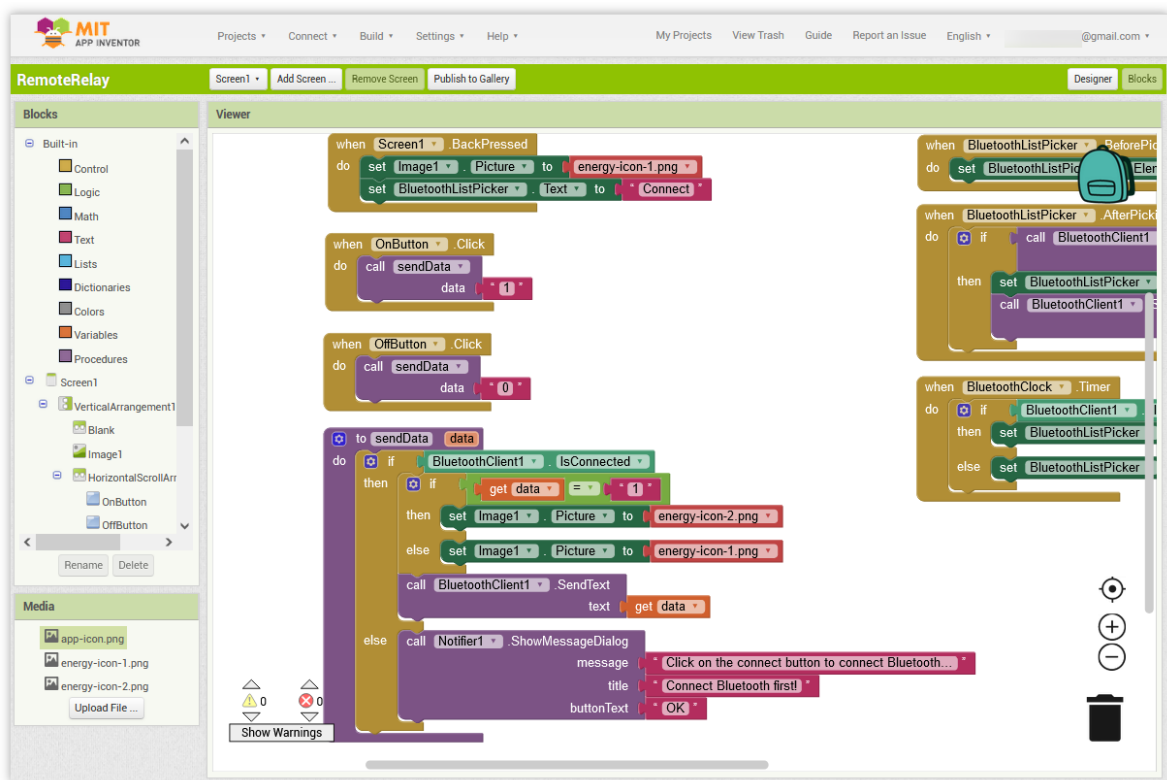 MIT
APP INVENTOR
Projects Connect Build Settings Help My Projects View Trash Guide Report an Issue English @gmail.com
RemoteRelay Screen1 Add Screen ... Remove Screen Publish to Gallery Designer Blocks
Blocks
Built-in
Control
Logic
Math
Text
Lists
Dictionaries
Colors
Variables
Procedures
Screen1
VerticalArrangement1
Blank
Image1
HorizontalScrollArr
OnButton
OffButton
Rename Delete
Media
app-icon.png
energy-icon-1.png
energy-icon-2.png
Upload File ...
Viewer
when Screen1 .BackPressed
do set Image1 . Picture to energy-icon-1.png
set BluetoothListPicker . Text to " Connect "
when OnButton .Click
do call sendData
data " 1 "
when OffButton .Click
do call sendData
data " 0 "
to sendData data
do if BluetoothClient1 . IsConnected
then if get data = " 1 "
then set Image1 . Picture to energy-icon-2.png
else set Image1 . Picture to energy-icon-1.png
call BluetoothClient1 .SendText
text get data
else call Notifier1 .ShowMessageDialog
message " Click on the connect button to connect Bluetooth... "
title " Connect Bluetooth first! "
buttonText " OK "
0 0
Show Warnings
when BluetoothListPicker .BeforePic
do set BluetoothListPic Elem
when BluetoothListPicker .AfterPicki
do if call BluetoothClient1
then set BluetoothListPicker
call BluetoothClient1
when BluetoothClock .Timer
do if BluetoothClient1
then set BluetoothListPicker
else set BluetoothListPicker